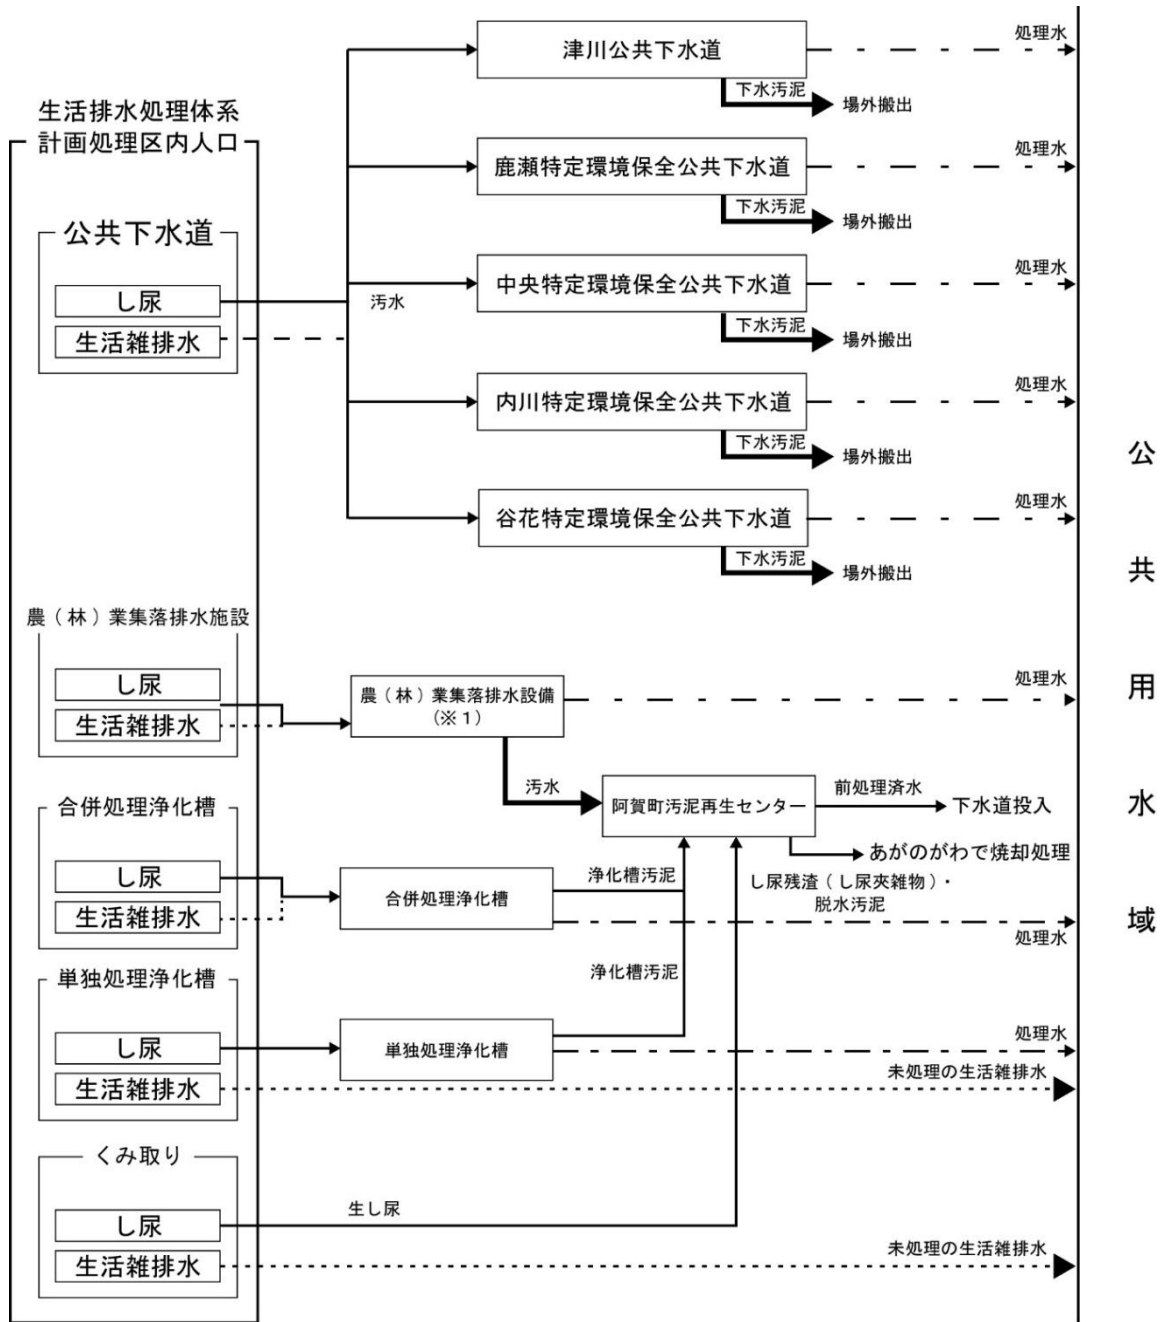 生活排水処理体系
計画処理区内人口
公共下水道
し尿
生活雑排水
汚水
津川公共下水道
処理水
下水汚泥
場外搬出
鹿瀬特定環境保全公共下水道
処理水
下水汚泥
場外搬出
中央特定環境保全公共下水道
処理水
下水汚泥
場外搬出
内川特定環境保全公共下水道
処理水
下水汚泥
場外搬出
谷花特定環境保全公共下水道
処理水
下水汚泥
場外搬出
農(林)業集落排水施設
し尿
生活雑排水
農(林)業集落排水設備
(※1)
処理水
汚水
阿賀町汚泥再生センター
前処理済水
下水道投入
あがのがわで焼却処理
し尿残渣(し尿夾雑物)・
脱水汚泥
合併処理浄化槽
し尿
生活雑排水
合併処理浄化槽
浄化槽汚泥
処理水
単独処理浄化槽
し尿
生活雑排水
単独処理浄化槽
浄化槽汚泥
処理水
未処理の生活雑排水
くみ取り
し尿
生活雑排水
生し尿
未処理の生活雑排水
公共用水域